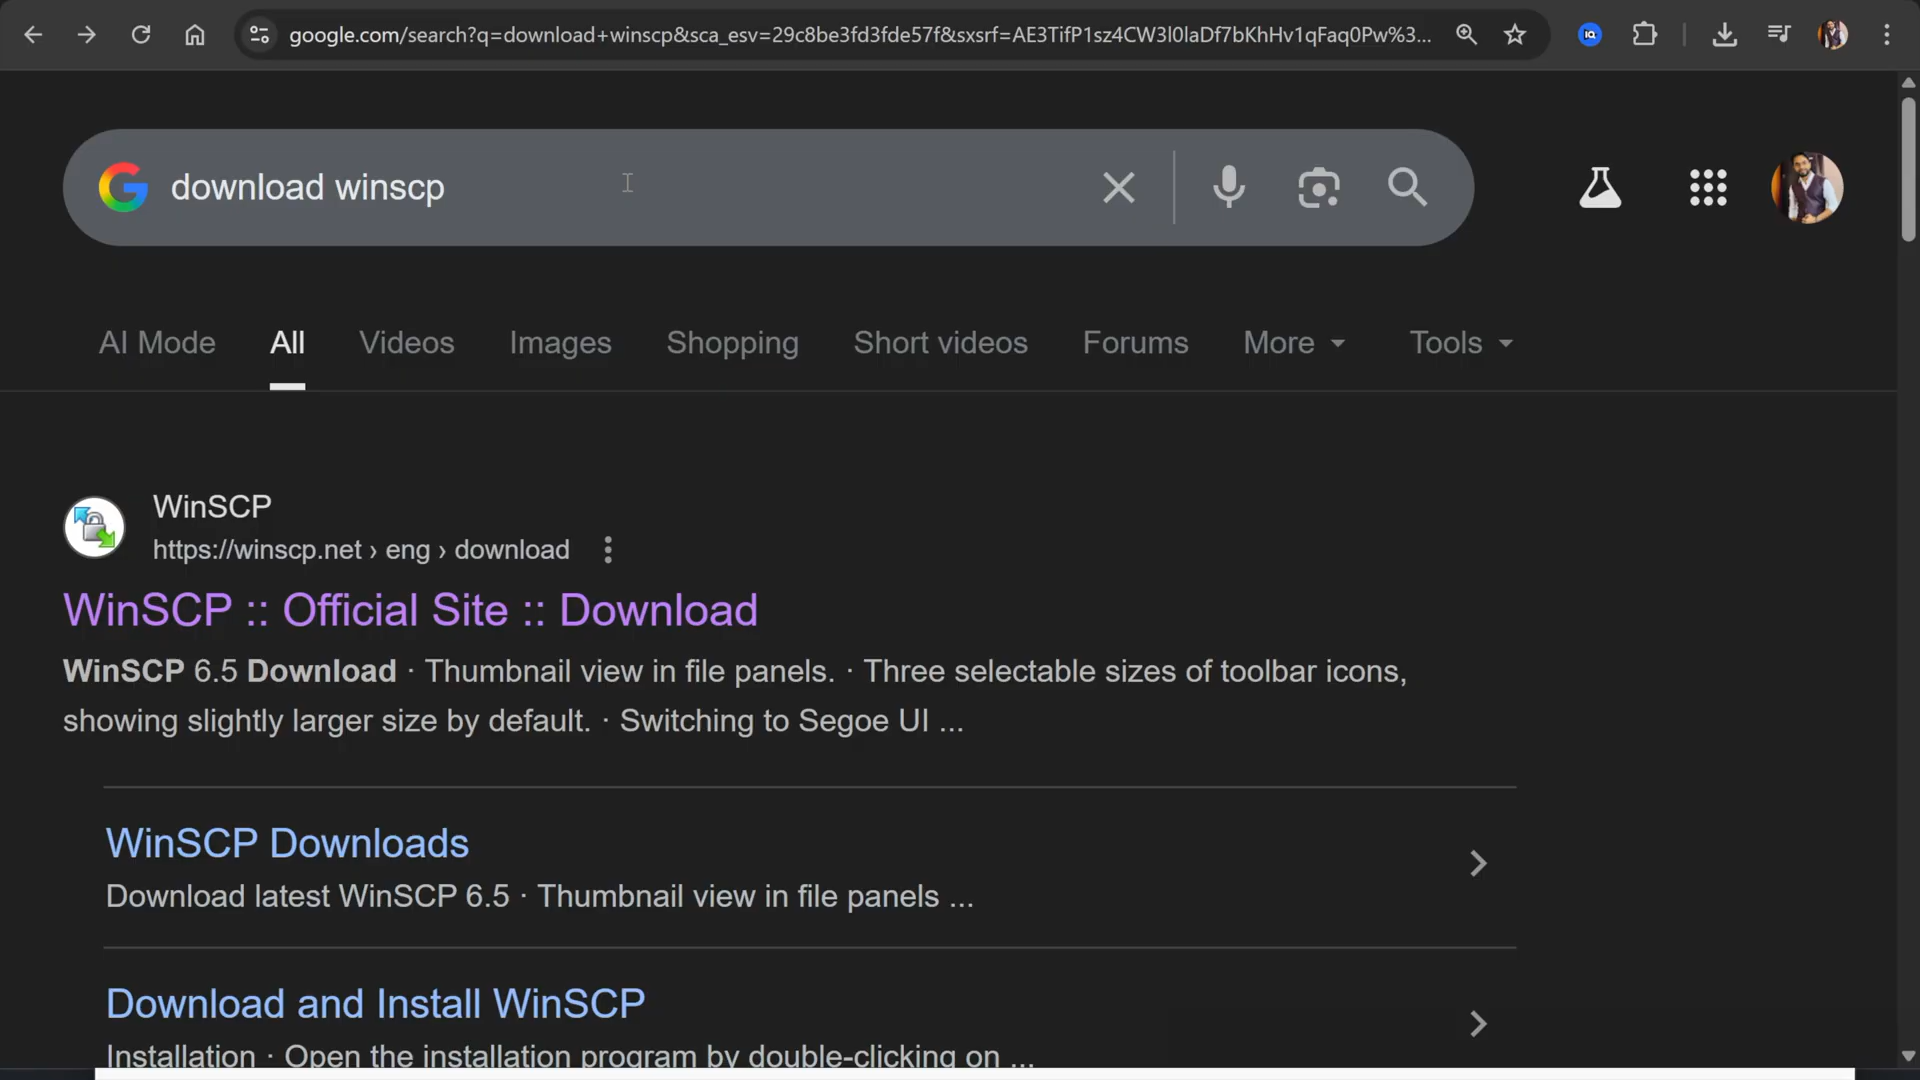 google.com/search?q=download+winscp&sca_esv=29c8be3fd3fde57f&sxsrf=AE3TifP1sz4CW3l0laDf7bKhHv1qFaq0Pw%3...
download winscp
AI Mode
All
Videos
Images
Shopping
Short videos
Forums
More
Tools
WinSCP
https://winscp.net › eng › download
WinSCP :: Official Site :: Download
WinSCP 6.5 Download · Thumbnail view in file panels. · Three selectable sizes of toolbar icons,
showing slightly larger size by default. · Switching to Segoe UI ...
WinSCP Downloads
Download latest WinSCP 6.5 · Thumbnail view in file panels ...
Download and Install WinSCP
Installation · Open the installation program by double-clicking on ...